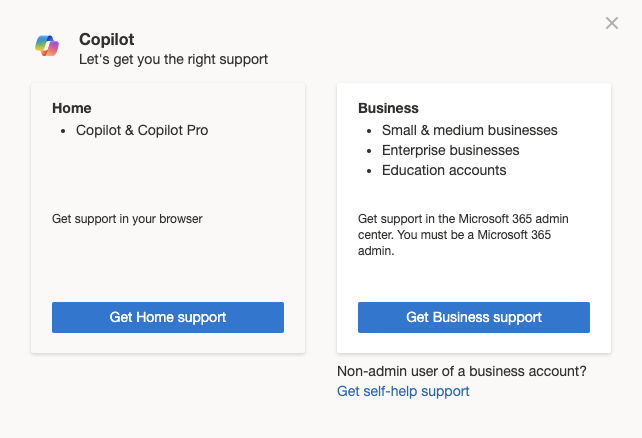 Copilot
Let's get you the right support
Home
• Copilot & Copilot Pro
Get support in your browser
Get Home support
Business
• Small & medium businesses
• Enterprise businesses
• Education accounts
Get support in the Microsoft 365 admin
center. You must be a Microsoft 365
admin.
Get Business support
Non-admin user of a business account?
Get self-help support